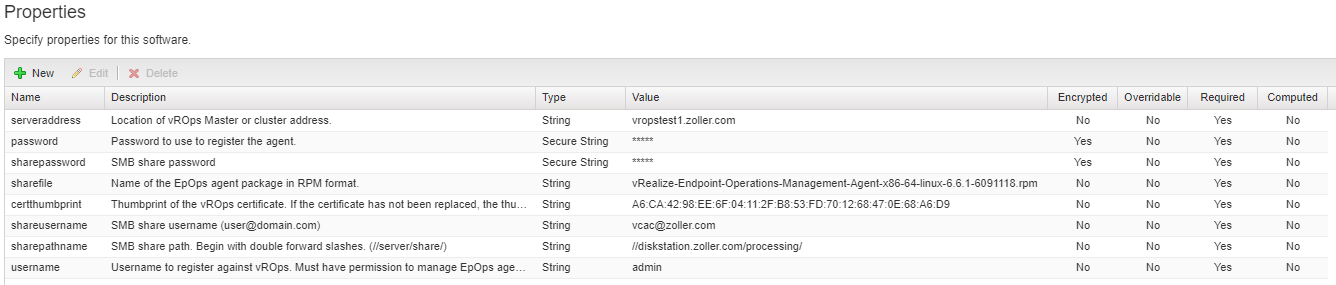 Properties
Specify properties for this software.
New Edit Delete
Name Description Type Value Encrypted Overridable Required Computed
serveraddress Location of vROps Master or cluster address. String vropstest1.zoller.com No No Yes No
password Password to use to register the agent. Secure String ***** Yes No Yes No
sharepassword SMB share password Secure String ***** Yes No Yes No
sharefile Name of the EpOps agent package in RPM format. String vRealize-Endpoint-Operations-Management-Agent-x86-64-linux-6.6.1-6091118.rpm No No Yes No
certthumbprint Thumbprint of the vROps certificate. If the certificate has not been replaced, the thu... String A6:CA:42:98:EE:6F:04:11:2F:B8:53:FD:70:12:68:47:0E:68:A6:D9 No No Yes No
shareusername SMB share username (user@domain.com) String vcac@zoller.com No No Yes No
sharepathname SMB share path. Begin with double forward slashes. (//server/share/) String //diskstation.zoller.com/processing/ No No Yes No
username Username to register against vROps. Must have permission to manage EpOps age... String admin No No Yes No